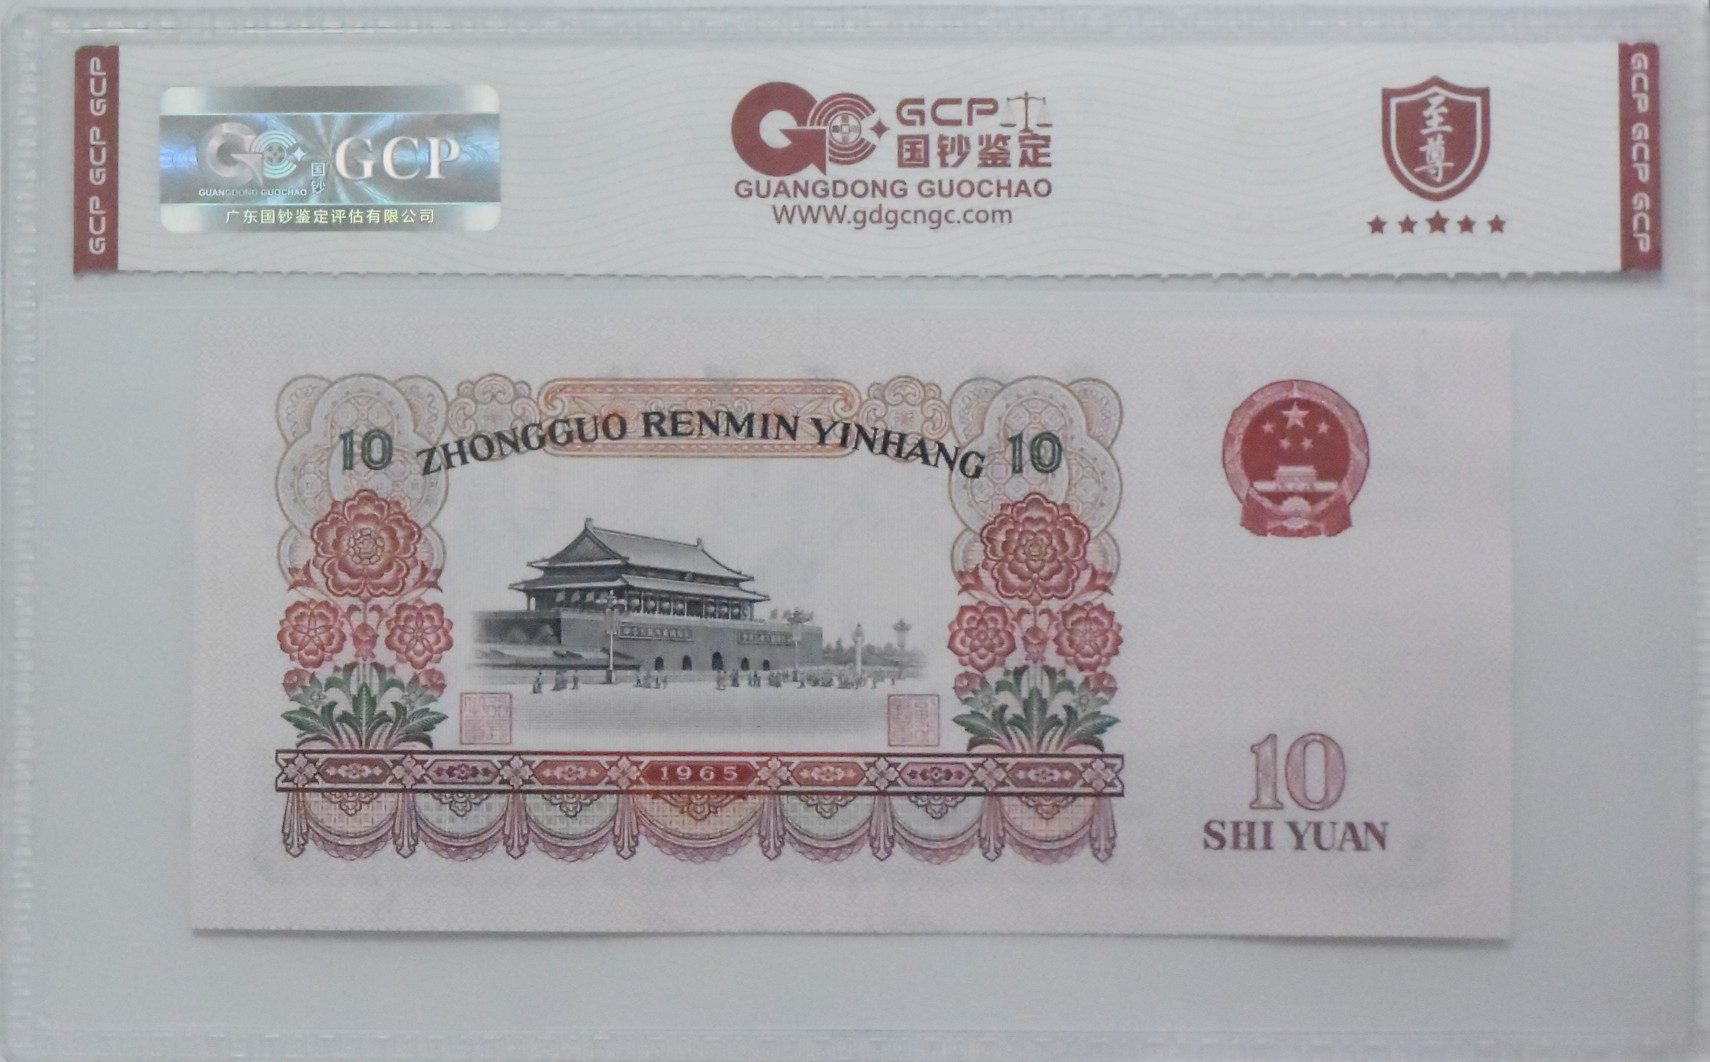 GCP GCP GCP
GCP
GUANGDONG GUOCHAO
国钞
广东国钞鉴定评估有限公司
GCP
国钞鉴定
GUANGDONG GUOCHAO
WWW.gdgcngc.com
至尊
GCP GCP GCP
10 ZHONGGUO RENMIN YINHANG 10
1965
10
SHI YUAN